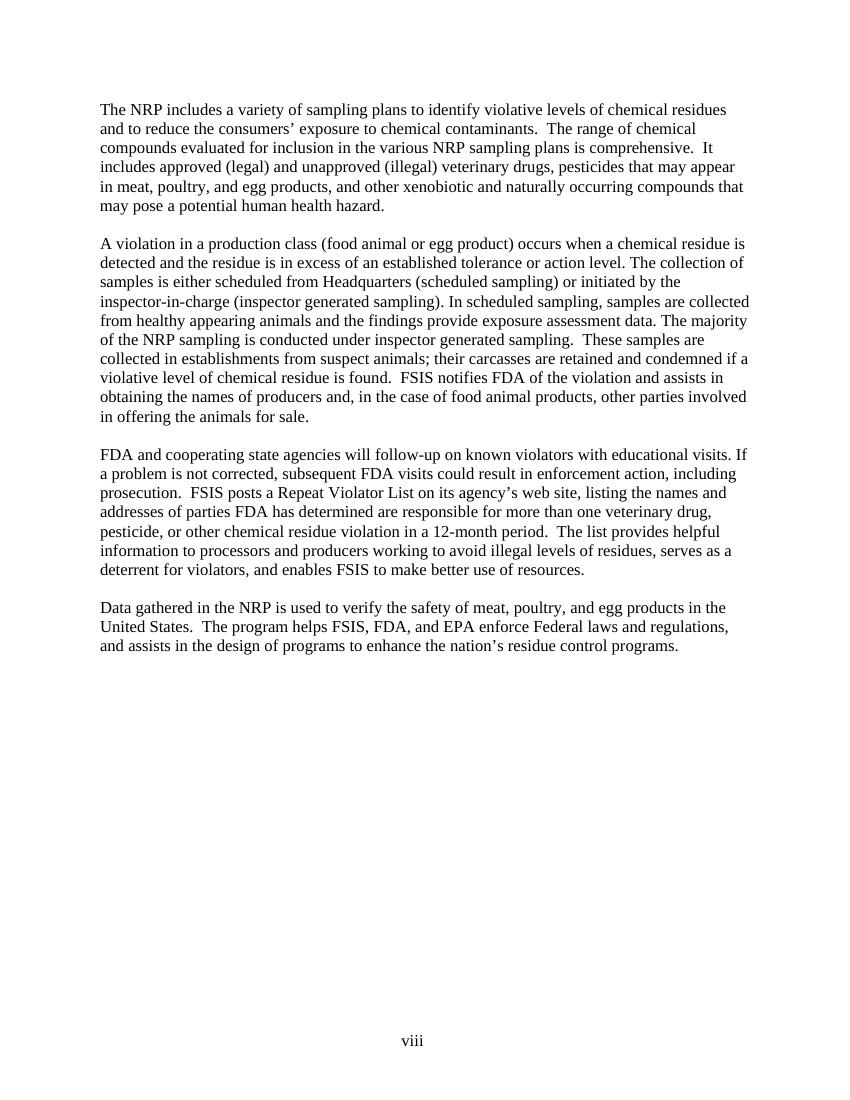 The NRP includes a variety of sampling plans to identify violative levels of chemical residues
and to reduce the consumers’ exposure to chemical contaminants.  The range of chemical
compounds evaluated for inclusion in the various NRP sampling plans is comprehensive.  It
includes approved (legal) and unapproved (illegal) veterinary drugs, pesticides that may appear
in meat, poultry, and egg products, and other xenobiotic and naturally occurring compounds that
may pose a potential human health hazard.

A violation in a production class (food animal or egg product) occurs when a chemical residue is
detected and the residue is in excess of an established tolerance or action level. The collection of
samples is either scheduled from Headquarters (scheduled sampling) or initiated by the
inspector-in-charge (inspector generated sampling). In scheduled sampling, samples are collected
from healthy appearing animals and the findings provide exposure assessment data. The majority
of the NRP sampling is conducted under inspector generated sampling.  These samples are
collected in establishments from suspect animals; their carcasses are retained and condemned if a
violative level of chemical residue is found.  FSIS notifies FDA of the violation and assists in
obtaining the names of producers and, in the case of food animal products, other parties involved
in offering the animals for sale.

FDA and cooperating state agencies will follow-up on known violators with educational visits. If
a problem is not corrected, subsequent FDA visits could result in enforcement action, including
prosecution.  FSIS posts a Repeat Violator List on its agency’s web site, listing the names and
addresses of parties FDA has determined are responsible for more than one veterinary drug,
pesticide, or other chemical residue violation in a 12-month period.  The list provides helpful
information to processors and producers working to avoid illegal levels of residues, serves as a
deterrent for violators, and enables FSIS to make better use of resources.

Data gathered in the NRP is used to verify the safety of meat, poultry, and egg products in the
United States.  The program helps FSIS, FDA, and EPA enforce Federal laws and regulations,
and assists in the design of programs to enhance the nation’s residue control programs.

viii